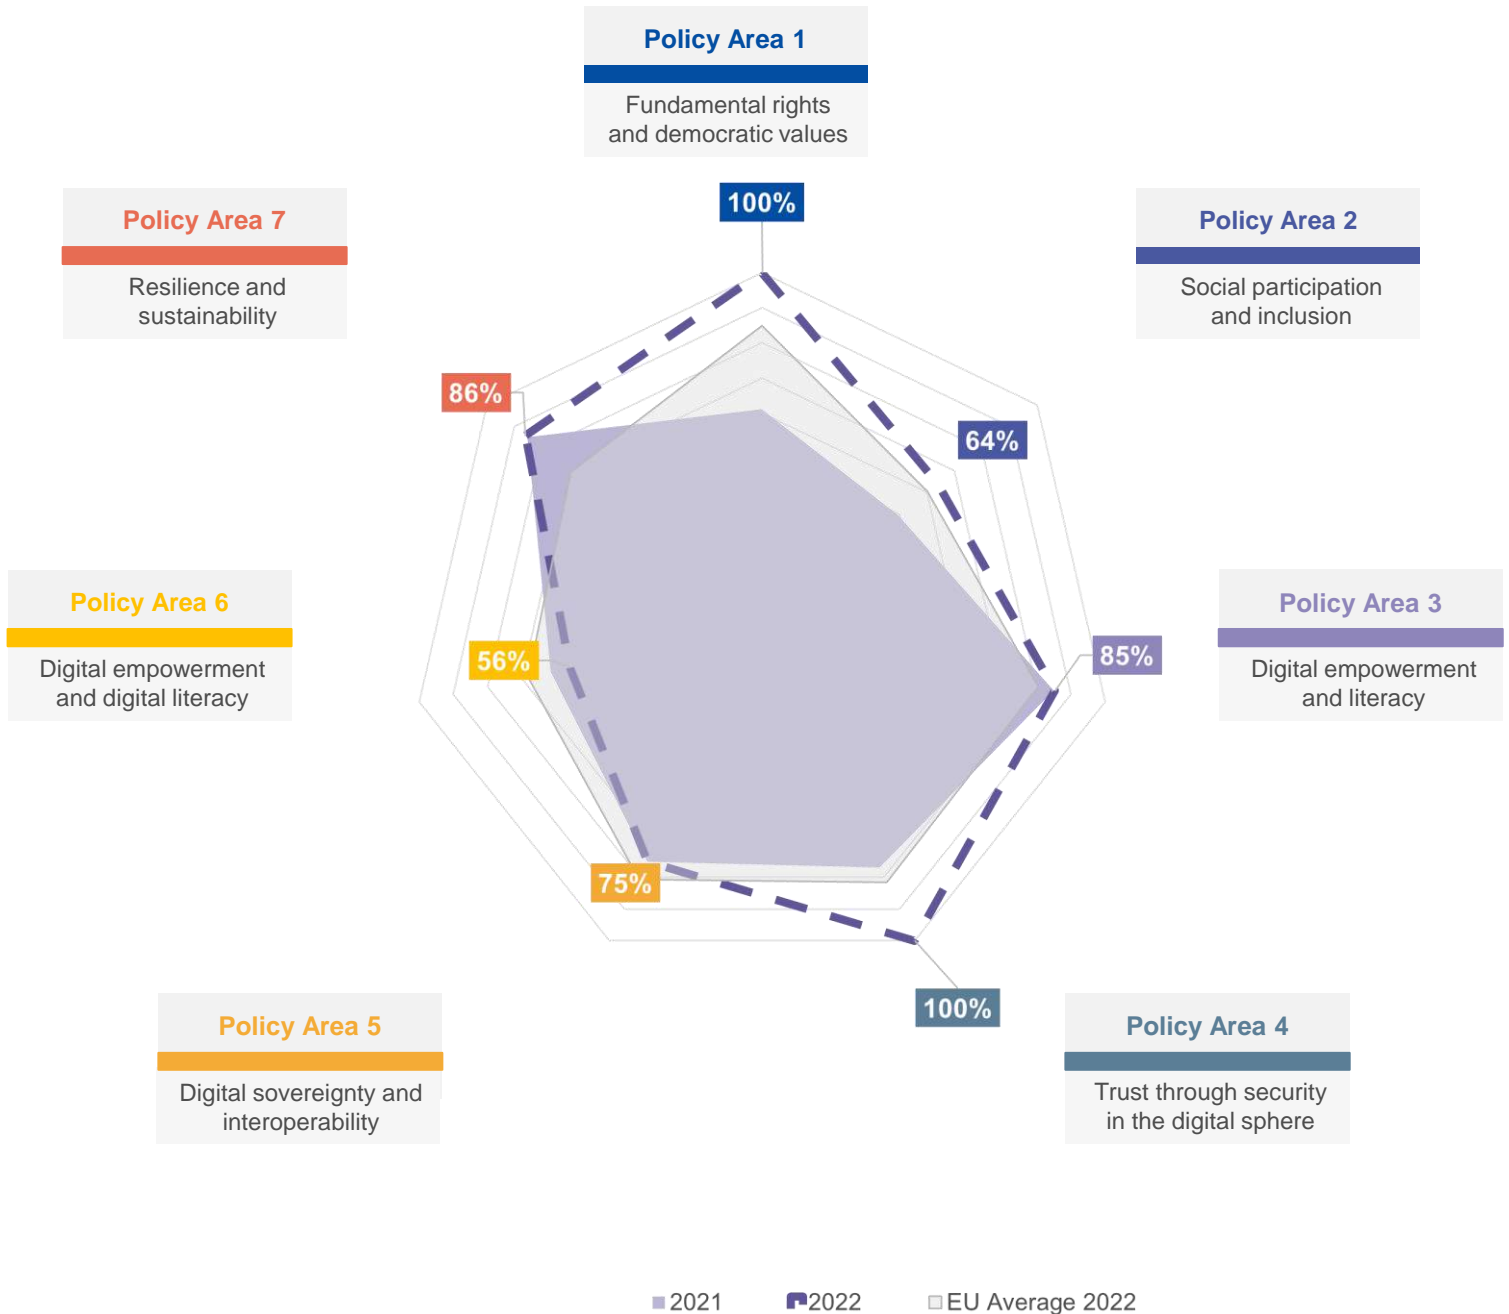 Policy Area 1
Fundamental rights
and democratic values
100%
Policy Area 7
Resilience and
sustainability
86%
Policy Area 2
Social participation
and inclusion
64%
Policy Area 6
Digital empowerment
and digital literacy
56%
Policy Area 3
Digital empowerment
and literacy
85%
Policy Area 5
Digital sovereignty and
interoperability
75%
Policy Area 4
Trust through security
in the digital sphere
100%
2021 2022 EU Average 2022